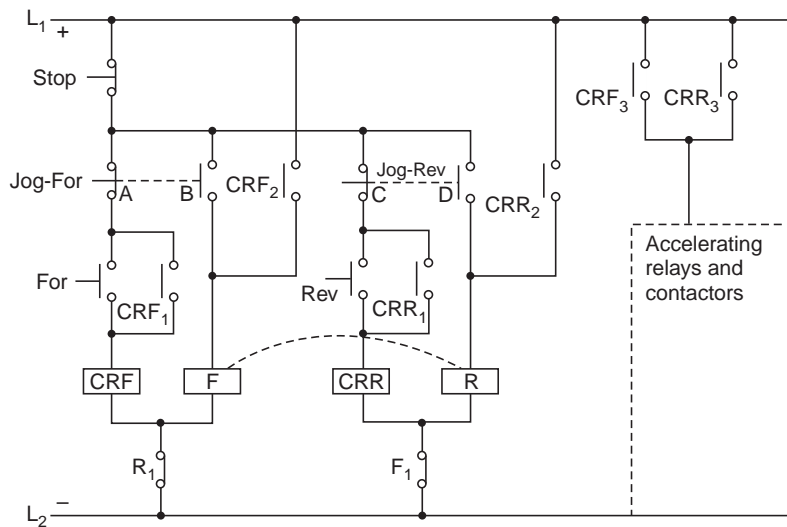 L1 +
Stop
CRF3
CRR3
Jog-For
A
B
CRF2
Jog-Rev
C
D
CRR2
Accelerating
relays and
contactors
For
CRF1
Rev
CRR1
CRF
F
CRR
R
R1
F1
L2 –